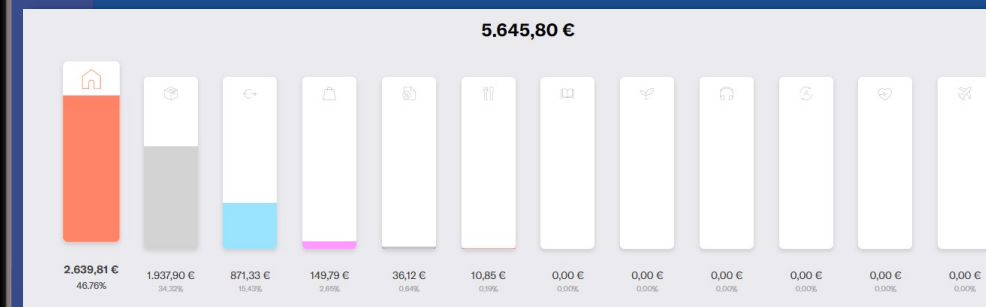 5.645,80 €
2.639,81 € 1.937,90 € 871,33 € 149,79 € 36,12 € 10,85 € 0,00 € 0,00 € 0,00 € 0,00 € 0,00 € 0,00 €
46.76% 34,32% 15,43% 2,65% 0,64% 0,19% 0,00% 0,00% 0,00% 0,00% 0,00% 0,00%